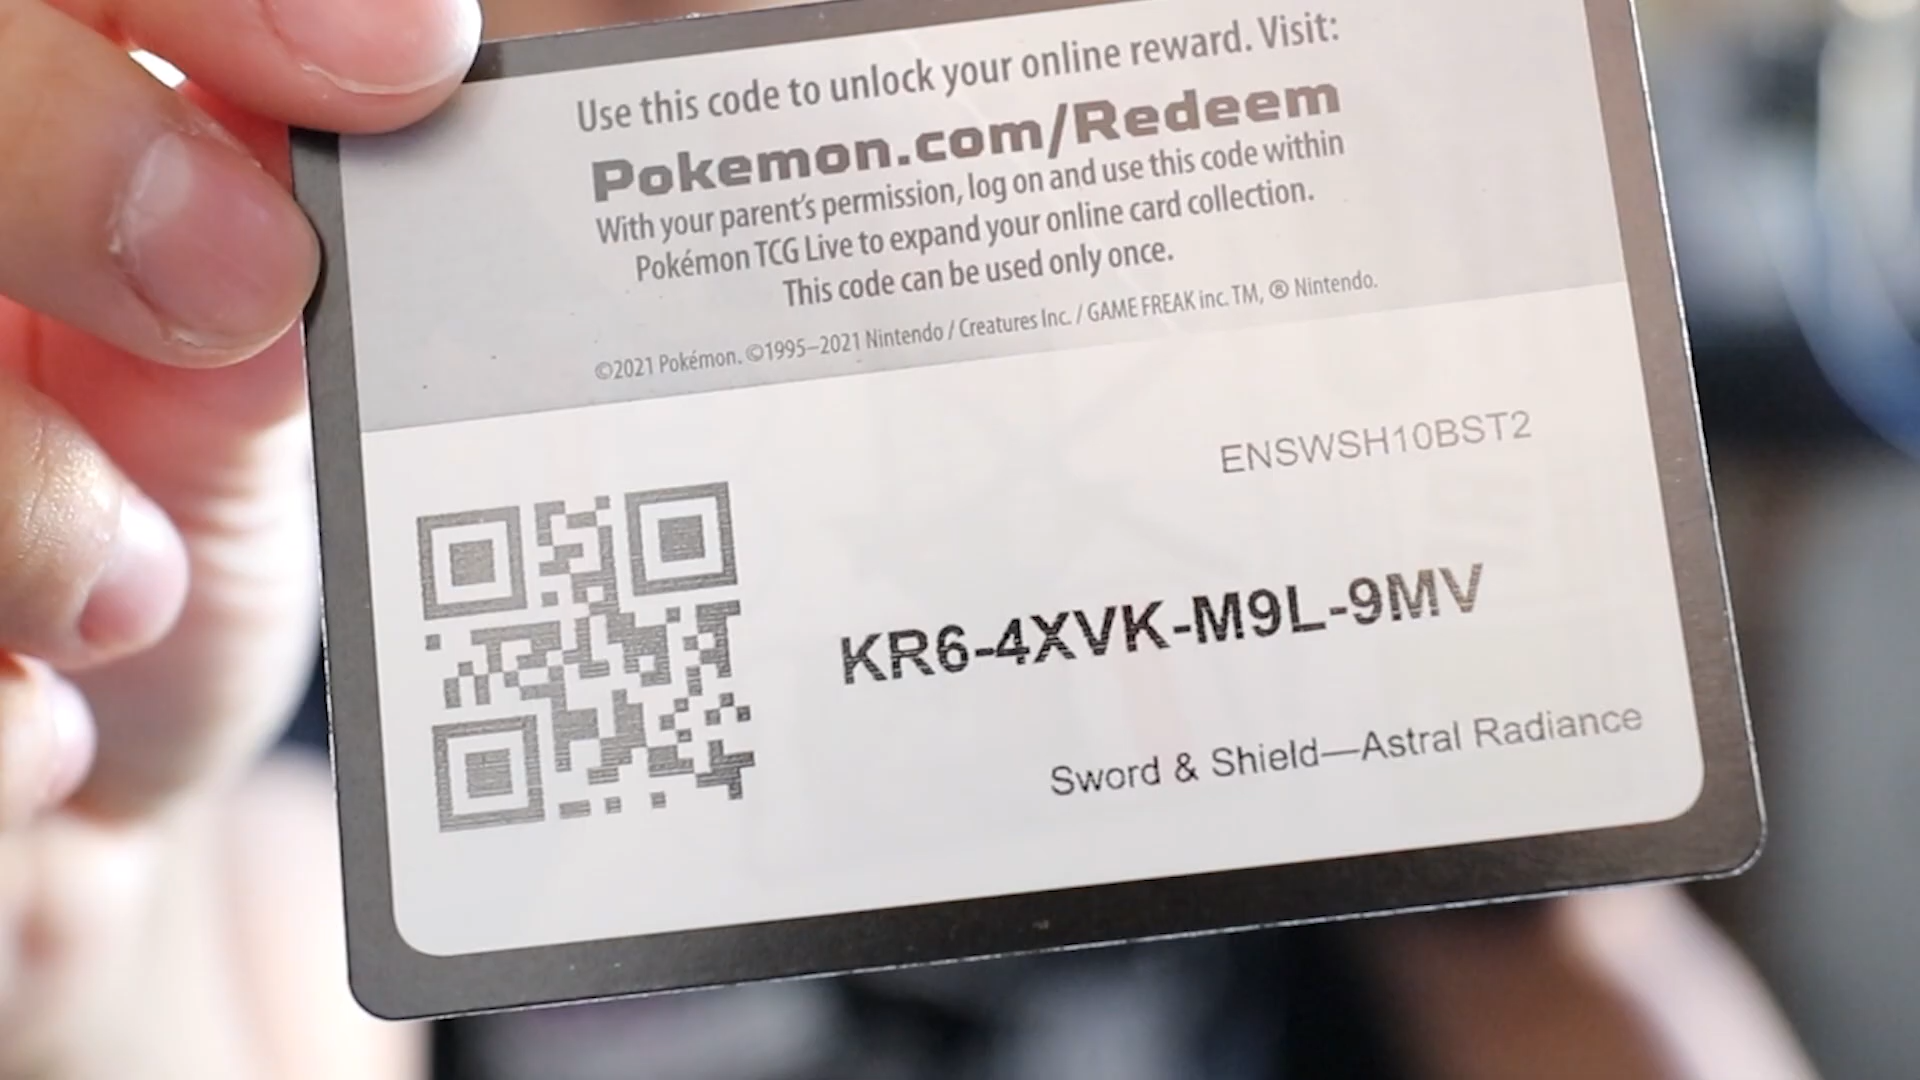 Use this code to unlock your online reward. Visit:
Pokemon.com/Redeem
With your parent's permission, log on and use this code within
Pokémon TCG Live to expand your online card collection.
This code can be used only once.
©2021 Pokémon. ©1995–2021 Nintendo / Creatures Inc. / GAME FREAK inc. TM, ® Nintendo.
ENSWSH10BST2
KR6-4XVK-M9L-9MV
Sword & Shield—Astral Radiance